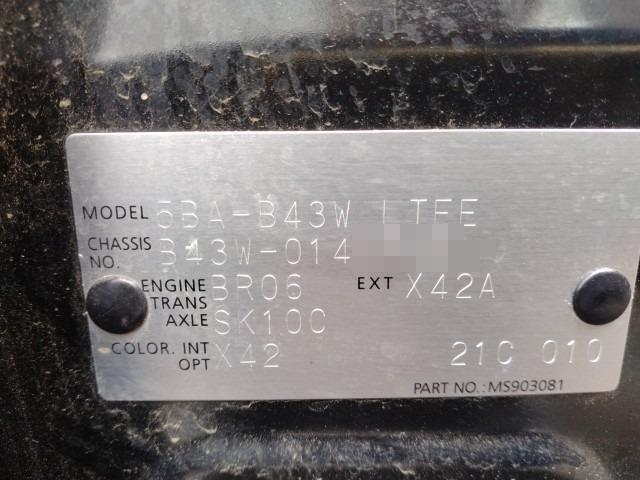 MODEL 5BA-B43W LTFE
CHASSIS NO. B43W-014
ENGINE BR06 EXT X42A
TRANS AXLE SK10C
COLOR. INT OPT X42 21C 010
PART NO.:MS903081